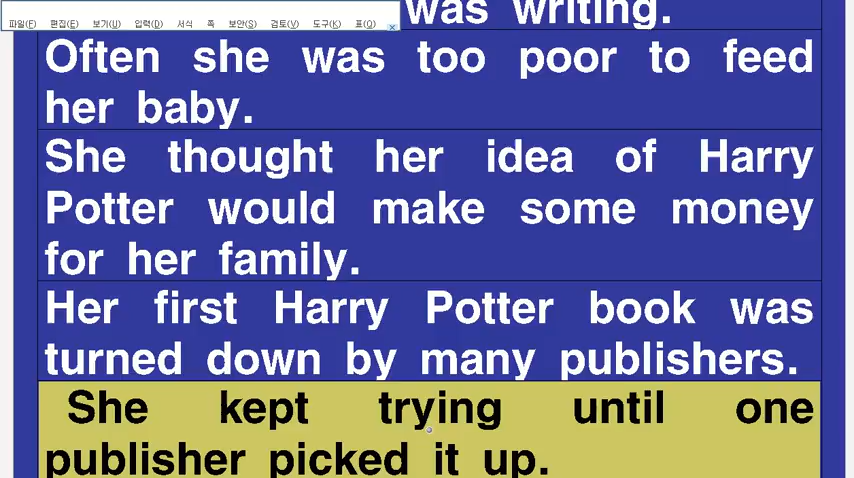 파일(F) 편집(E) 보기(U) 입력(D) 서식 쪽 보안(S) 검토(V) 도구(K) 표(Q)
was writing.
Often she was too poor to feed
her baby.
She thought her idea of Harry
Potter would make some money
for her family.
Her first Harry Potter book was
turned down by many publishers.
She kept trying until one
publisher picked it up.